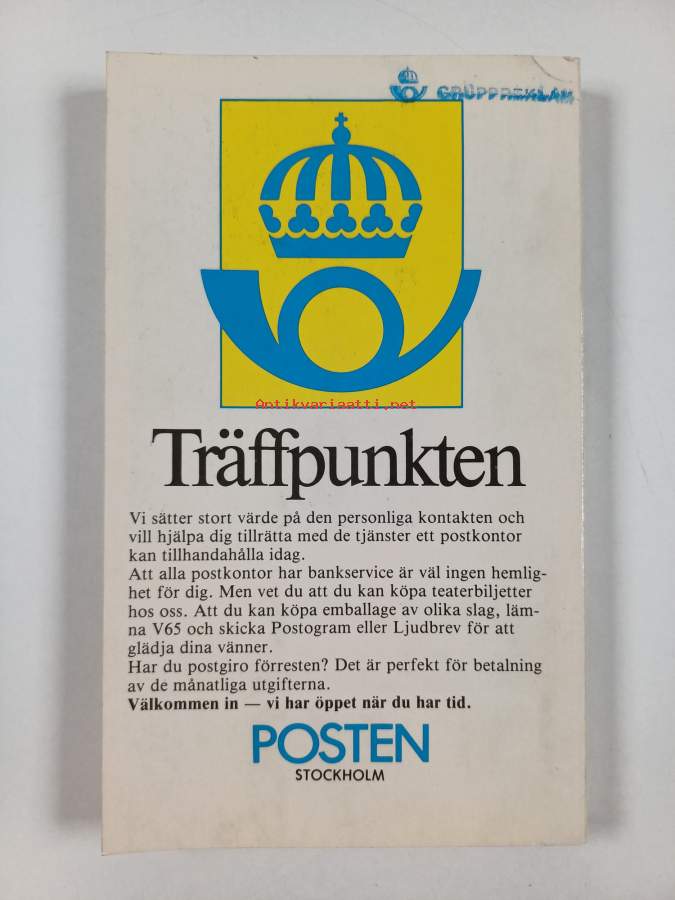 GRUPPREKLAM
Antikvariaatti.net
Träffpunkten
Vi sätter stort värde på den personliga kontakten och
vill hjälpa dig tillrätta med de tjänster ett postkontor
kan tillhandahålla idag.
Att alla postkontor har bankservice är väl ingen hemlig-
het för dig. Men vet du att du kan köpa teaterbiljetter
hos oss. Att du kan köpa emballage av olika slag, läm-
na V65 och skicka Postogram eller Ljudbrev för att
glädja dina vänner.
Har du postgiro förresten? Det är perfekt för betalning
av de månatliga utgifterna.
Välkommen in — vi har öppet när du har tid.
POSTEN
STOCKHOLM